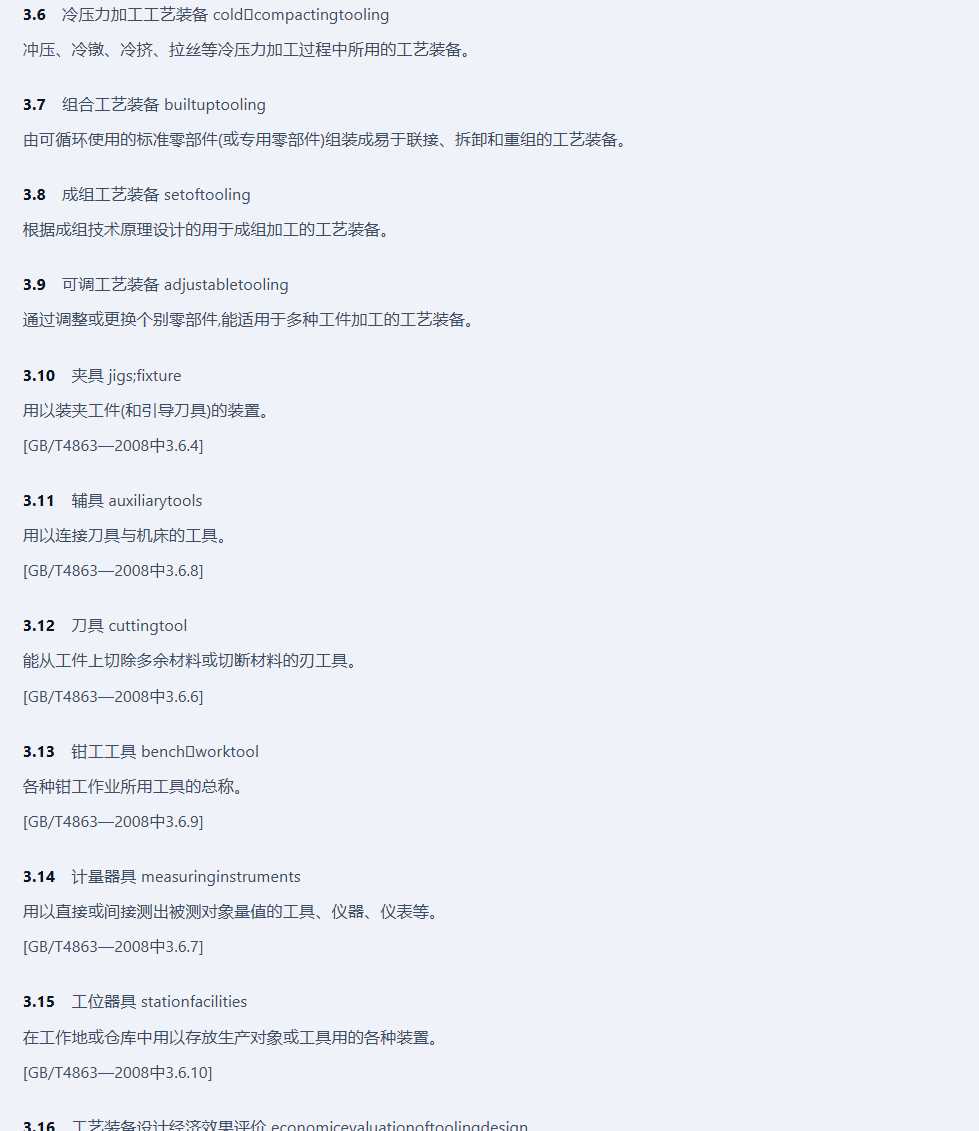 3.6 冷压力加工工艺装备 cold▯compactingtooling
冲压、冷镦、冷挤、拉丝等冷压力加工过程中所用的工艺装备。
3.7 组合工艺装备 builtuptooling
由可循环使用的标准零部件(或专用零部件)组装成易于联接、拆卸和重组的工艺装备。
3.8 成组工艺装备 setoftooling
根据成组技术原理设计的用于成组加工的工艺装备。
3.9 可调工艺装备 adjustabletooling
通过调整或更换个别零部件,能适用于多种工件加工的工艺装备。
3.10 夹具 jigs;fixture
用以装夹工件(和引导刀具)的装置。
[GB/T4863—2008中3.6.4]
3.11 辅具 auxiliarytools
用以连接刀具与机床的工具。
[GB/T4863—2008中3.6.8]
3.12 刀具 cuttingtool
能从工件上切除多余材料或切断材料的刃工具。
[GB/T4863—2008中3.6.6]
3.13 钳工工具 bench▯worktool
各种钳工作业所用工具的总称。
[GB/T4863—2008中3.6.9]
3.14 计量器具 measuringinstruments
用以直接或间接测出被测对象量值的工具、仪器、仪表等。
[GB/T4863—2008中3.6.7]
3.15 工位器具 stationfacilities
在工作地或仓库中用以存放生产对象或工具用的各种装置。
[GB/T4863—2008中3.6.10]
3.16 工艺装备设计经济效果评价 economicevaluationoftoolingdesign